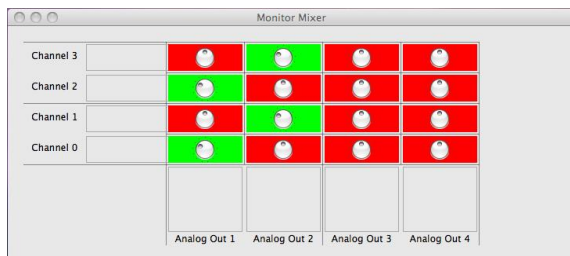 Monitor Mixer
Channel 3
Channel 2
Channel 1
Channel 0
Analog Out 1 Analog Out 2 Analog Out 3 Analog Out 4